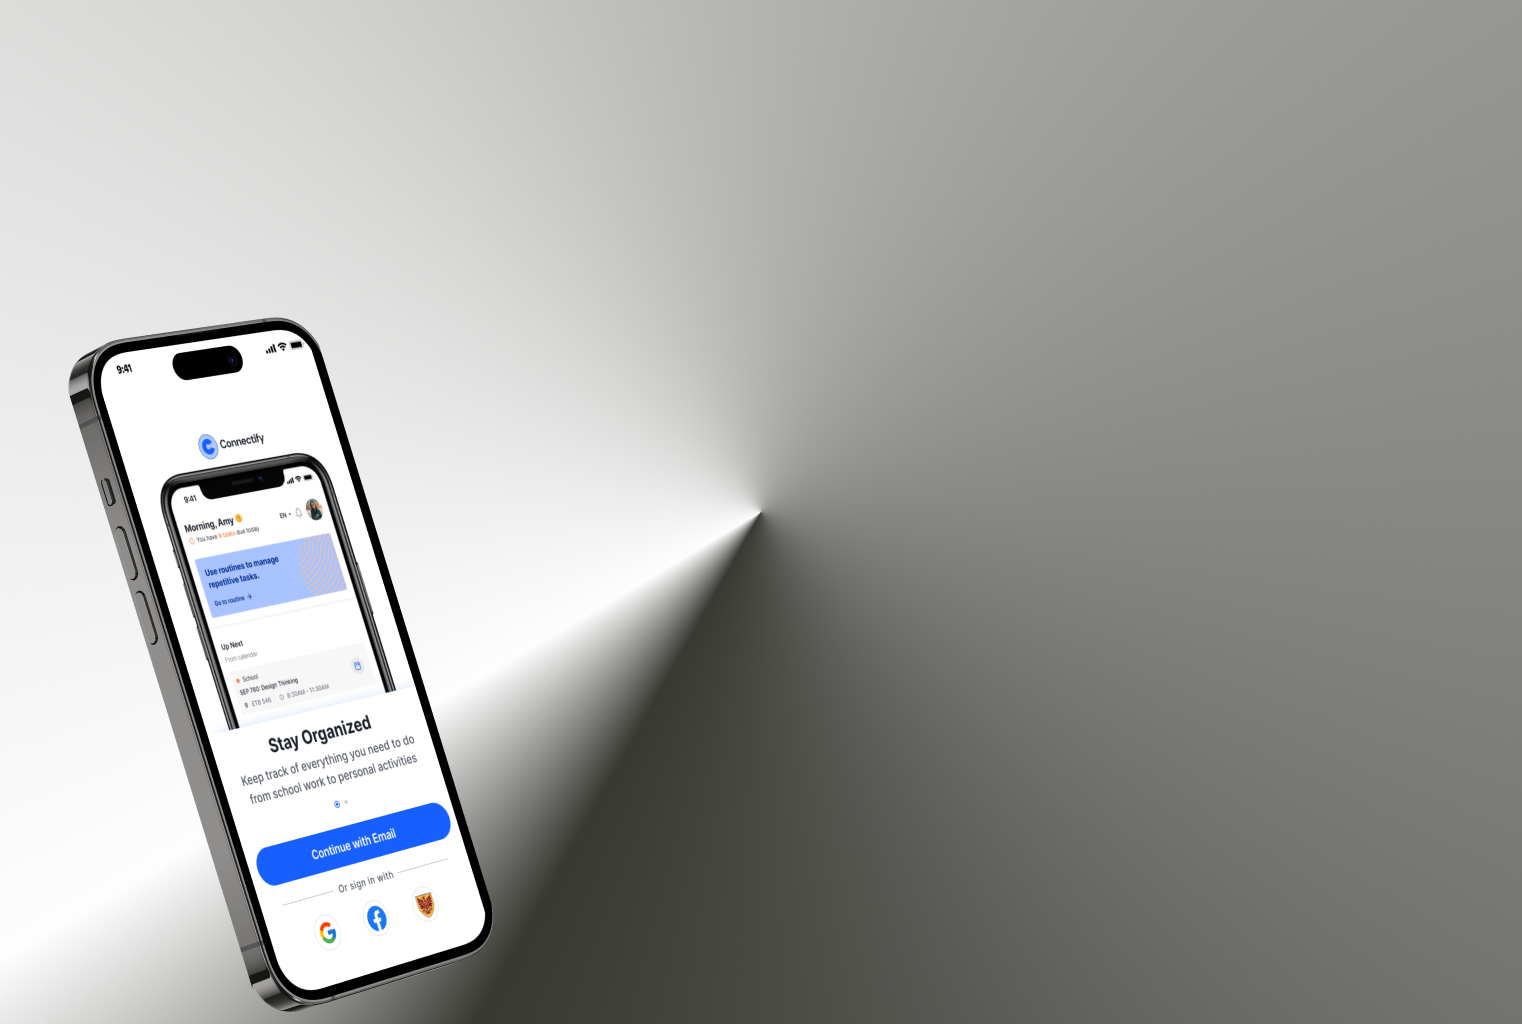 9:41
Connectify
9:41
Morning, Amy
EN
You have 6 tasks due today
Use routines to manage
repetitive tasks.
Go to routine →
Up Next
From calendar
School
SEP 760: Design Thinking
ETB 546 8:30AM - 11:30AM
Stay Organized
Keep track of everything you need to do
from school work to personal activities
Continue with Email
Or sign in with